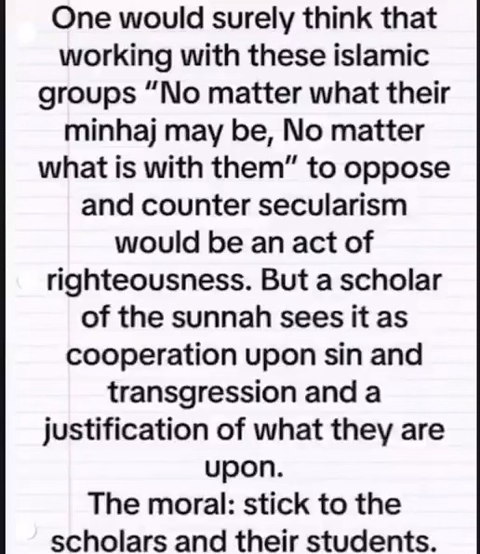 One would surely think that
working with these islamic
groups "No matter what their
minhaj may be, No matter
what is with them" to oppose
and counter secularism
would be an act of
righteousness. But a scholar
of the sunnah sees it as
cooperation upon sin and
transgression and a
justification of what they are
upon.
The moral: stick to the
scholars and their students.